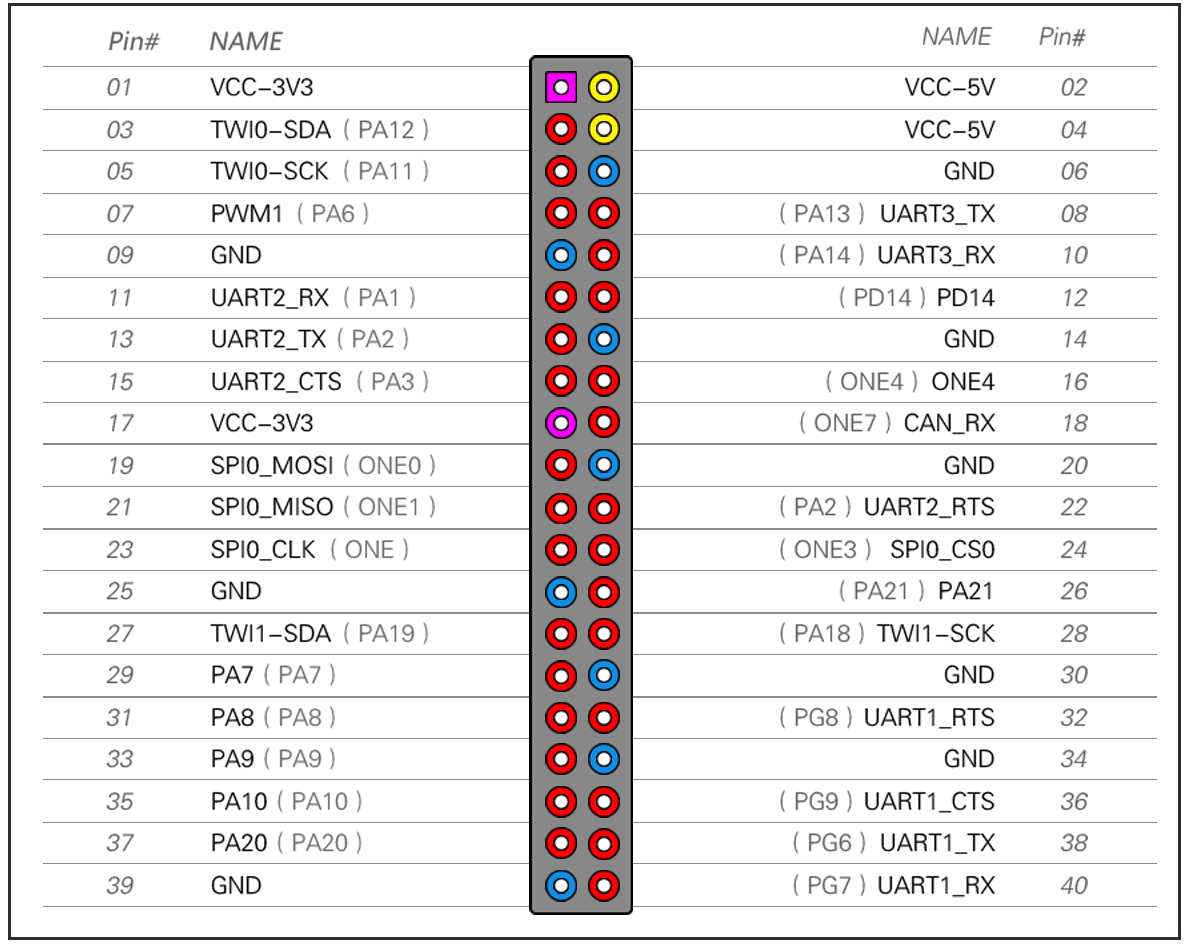 Pin# NAME NAME Pin#
01 VCC-3V3 VCC-5V 02
03 TWI0-SDA ( PA12 ) VCC-5V 04
05 TWI0-SCK ( PA11 ) GND 06
07 PWM1 ( PA6 ) ( PA13 ) UART3_TX 08
09 GND ( PA14 ) UART3_RX 10
11 UART2_RX ( PA1 ) ( PD14 ) PD14 12
13 UART2_TX ( PA2 ) GND 14
15 UART2_CTS ( PA3 ) ( ONE4 ) ONE4 16
17 VCC-3V3 ( ONE7 ) CAN_RX 18
19 SPI0_MOSI ( ONE0 ) GND 20
21 SPI0_MISO ( ONE1 ) ( PA2 ) UART2_RTS 22
23 SPI0_CLK ( ONE ) ( ONE3 ) SPI0_CS0 24
25 GND ( PA21 ) PA21 26
27 TWI1-SDA ( PA19 ) ( PA18 ) TWI1-SCK 28
29 PA7 ( PA7 ) GND 30
31 PA8 ( PA8 ) ( PG8 ) UART1_RTS 32
33 PA9 ( PA9 ) GND 34
35 PA10 ( PA10 ) ( PG9 ) UART1_CTS 36
37 PA20 ( PA20 ) ( PG6 ) UART1_TX 38
39 GND ( PG7 ) UART1_RX 40